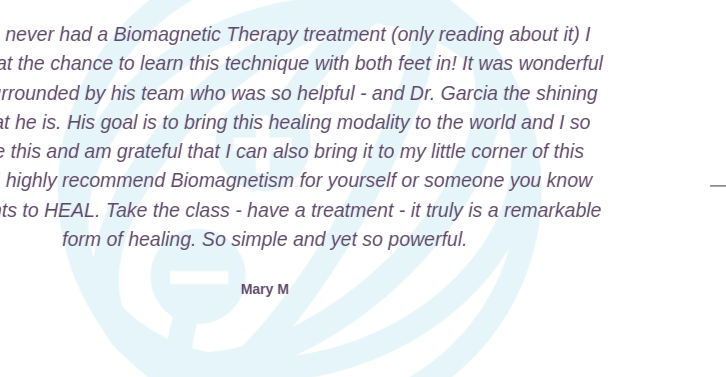 never had a Biomagnetic Therapy treatment (only reading about it) I
the chance to learn this technique with both feet in! It was wonderful
by his team who was so helpful - and Dr. Garcia the shining
he is. His goal is to bring this healing modality to the world and I so
this and am grateful that I can also bring it to my little corner of this
highly recommend Biomagnetism for yourself or someone you know
to HEAL. Take the class - have a treatment - it truly is a remarkable
form of healing. So simple and yet so powerful.
Mary M